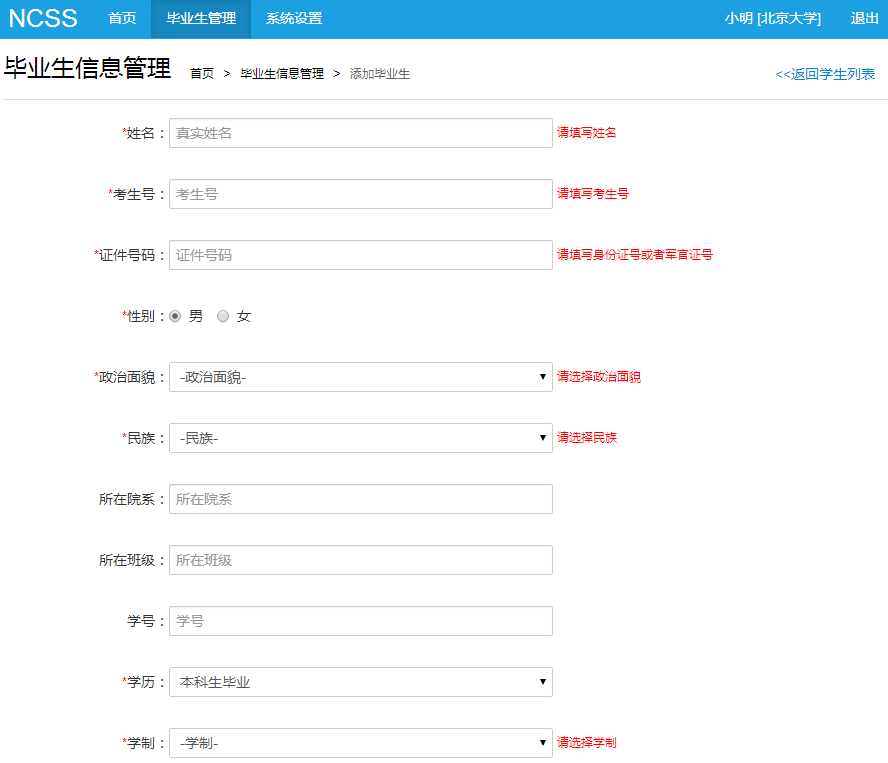 NCSS 首页 毕业生管理 系统设置 小明 [北京大学] 退出
毕业生信息管理 首页 > 毕业生信息管理 > 添加毕业生 <<返回学生列表
*姓名： 真实姓名 请填写姓名
*考生号： 考生号 请填写考生号
*证件号码： 证件号码 请填写身份证号或者军官证号
*性别： 男 女
*政治面貌： -政治面貌- 请选择政治面貌
*民族： -民族- 请选择民族
所在院系： 所在院系
所在班级： 所在班级
学号： 学号
*学历： 本科生毕业
*学制： -学制- 请选择学制